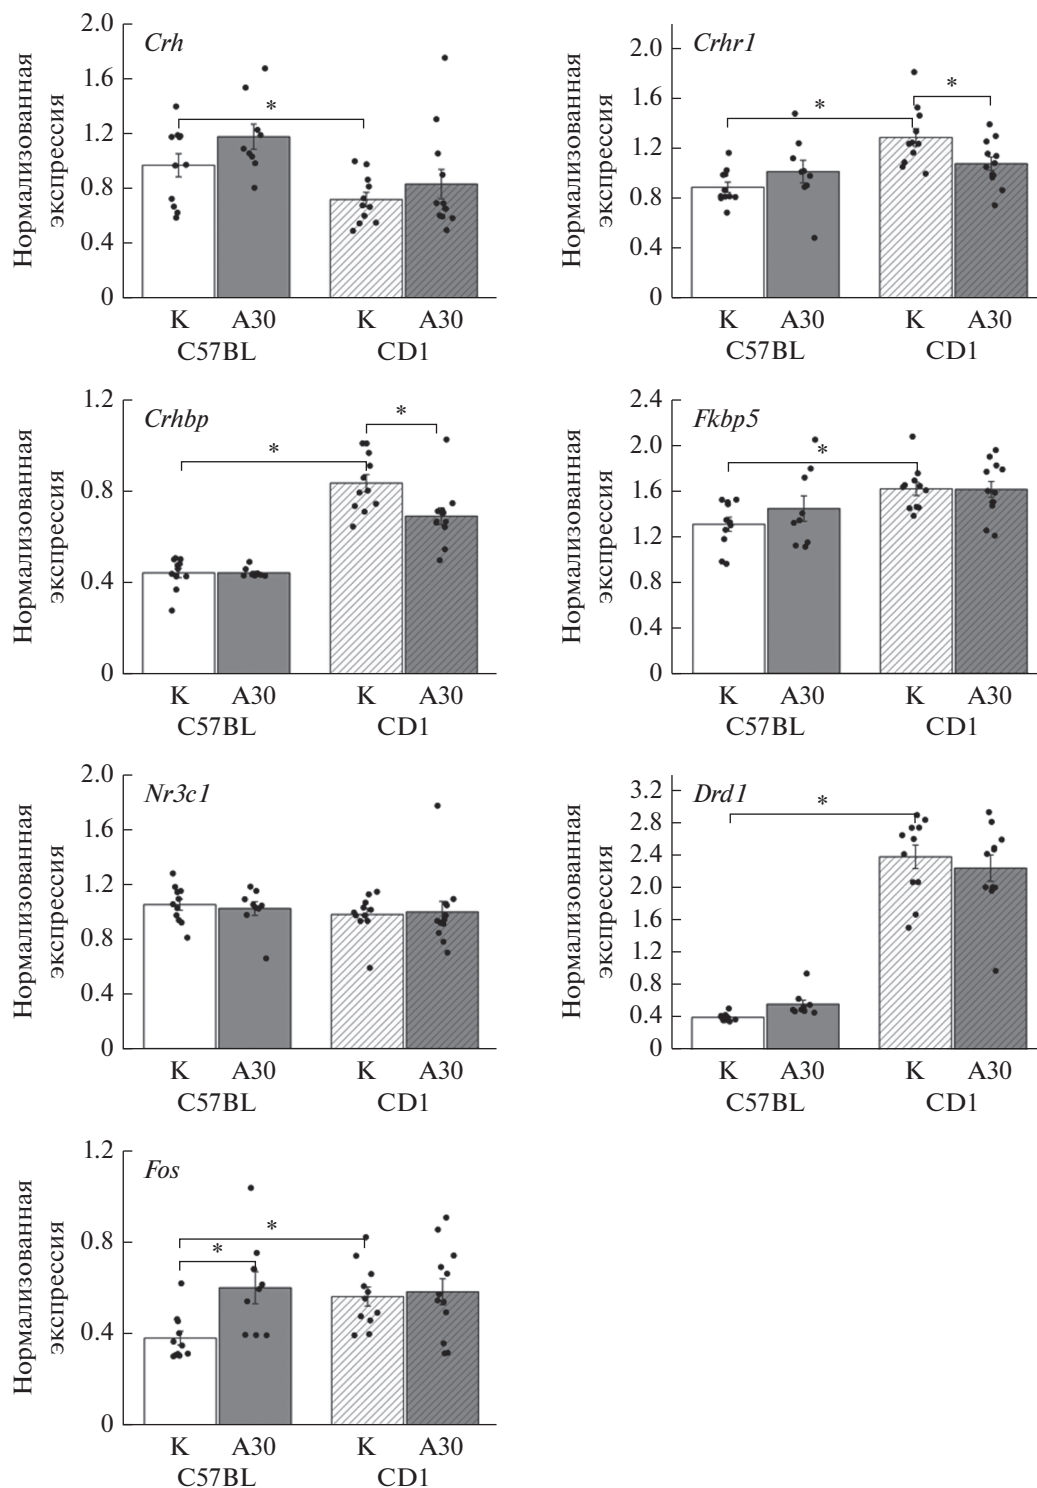 Crh
Нормализованная
экспрессия
2.0
1.6
1.2
0.8
0.4
0
*
K A30 K A30
C57BL CD1
Crhr1
Нормализованная
экспрессия
2.0
1.6
1.2
0.8
0.4
0
*
*
K A30 K A30
C57BL CD1
Crhbp
Нормализованная
экспрессия
1.2
0.8
0.4
0
*
*
K A30 K A30
C57BL CD1
Fkbp5
Нормализованная
экспрессия
2.4
2.0
1.6
1.2
0.8
0.4
0
*
K A30 K A30
C57BL CD1
Nr3c1
Нормализованная
экспрессия
2.0
1.6
1.2
0.8
0.4
0
K A30 K A30
C57BL CD1
Drd1
Нормализованная
экспрессия
3.2
2.8
2.4
2.0
1.6
1.2
0.8
0.4
0
*
K A30 K A30
C57BL CD1
Fos
Нормализованная
экспрессия
1.2
0.8
0.4
0
*
*
K A30 K A30
C57BL CD1